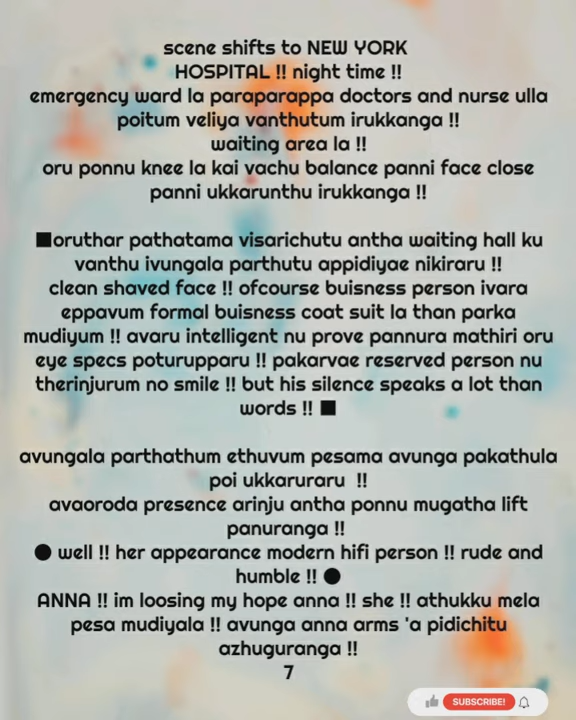 scene shifts to NEW YORK
HOSPITAL !! night time !!
emergency ward la paraparappa doctors and nurse ulla
poitum veliya vanthutum irukkanga !!
waiting area la !!
oru ponnu knee la kai vachu balance panni face close
panni ukkarunthu irukkanga !!
■oruthar pathatama visarichutu antha waiting hall ku
vanthu ivungala parthutu appidiyae nikiraru !!
clean shaved face !! ofcourse buisness person ivara
eppavum formal buisness coat suit la than parka
mudiyum !! avaru intelligent nu prove pannura mathiri oru
eye specs poturupparu !! pakarvae reserved person nu
therinjurum no smile !! but his silence speaks a lot than
words !! ■
avungala parthathum ethuvum pesama avunga pakathula
poi ukkaruraru !!
avaoroda presence arinju antha ponnu mugatha lift
panuranga !!
● well !! her appearance modern hifi person !! rude and
humble !! ●
ANNA !! im loosing my hope anna !! she !! athukku mela
pesa mudiyala !! avunga anna arms 'a pidichitu
azhuguranga !!
7
SUBSCRIBE!